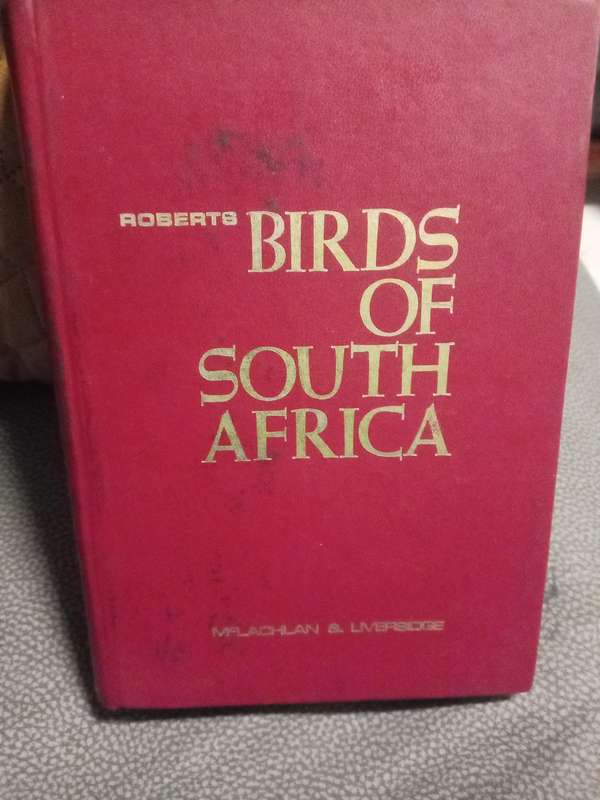 ROBERTS BIRDS
OF
SOUTH
AFRICA
McLACHLAN & LIVERSIDGE